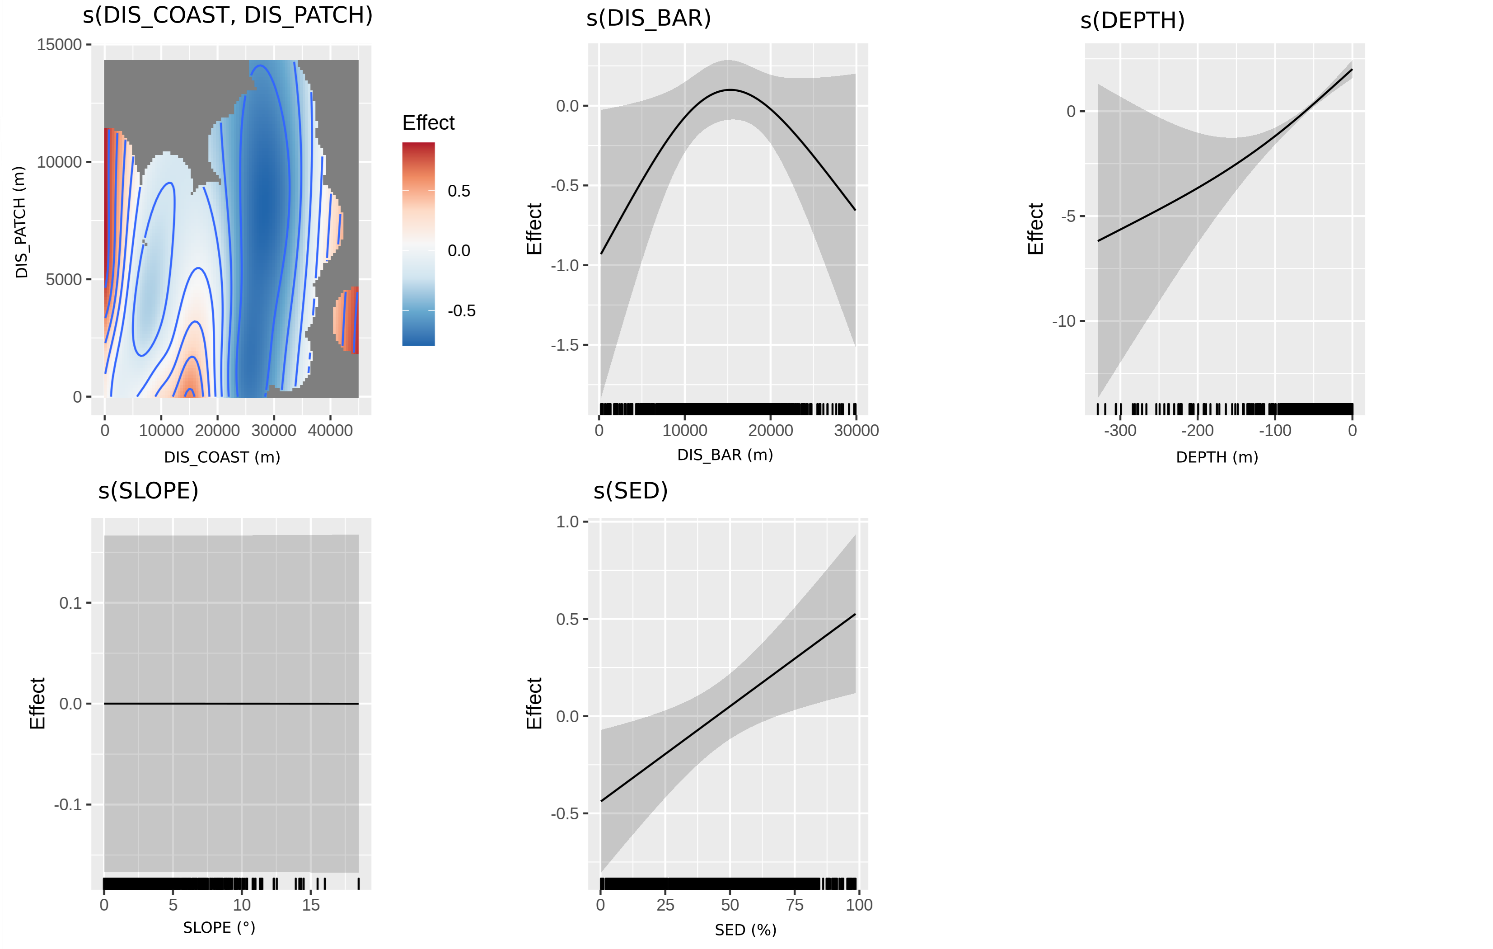 s(DIS_COAST, DIS_PATCH)
15000
10000
5000
0
DIS_PATCH (m)
0
10000
20000
30000
40000
DIS_COAST (m)
Effect
0.5
0.0
-0.5
s(DIS_BAR)
0.0
-0.5
-1.0
-1.5
Effect
0
10000
20000
30000
DIS_BAR (m)
s(DEPTH)
0
-5
-10
Effect
-300
-200
-100
0
DEPTH (m)
s(SLOPE)
0.1
0.0
-0.1
Effect
0
5
10
15
SLOPE (°)
s(SED)
1.0
0.5
0.0
-0.5
Effect
0
25
50
75
100
SED (%)